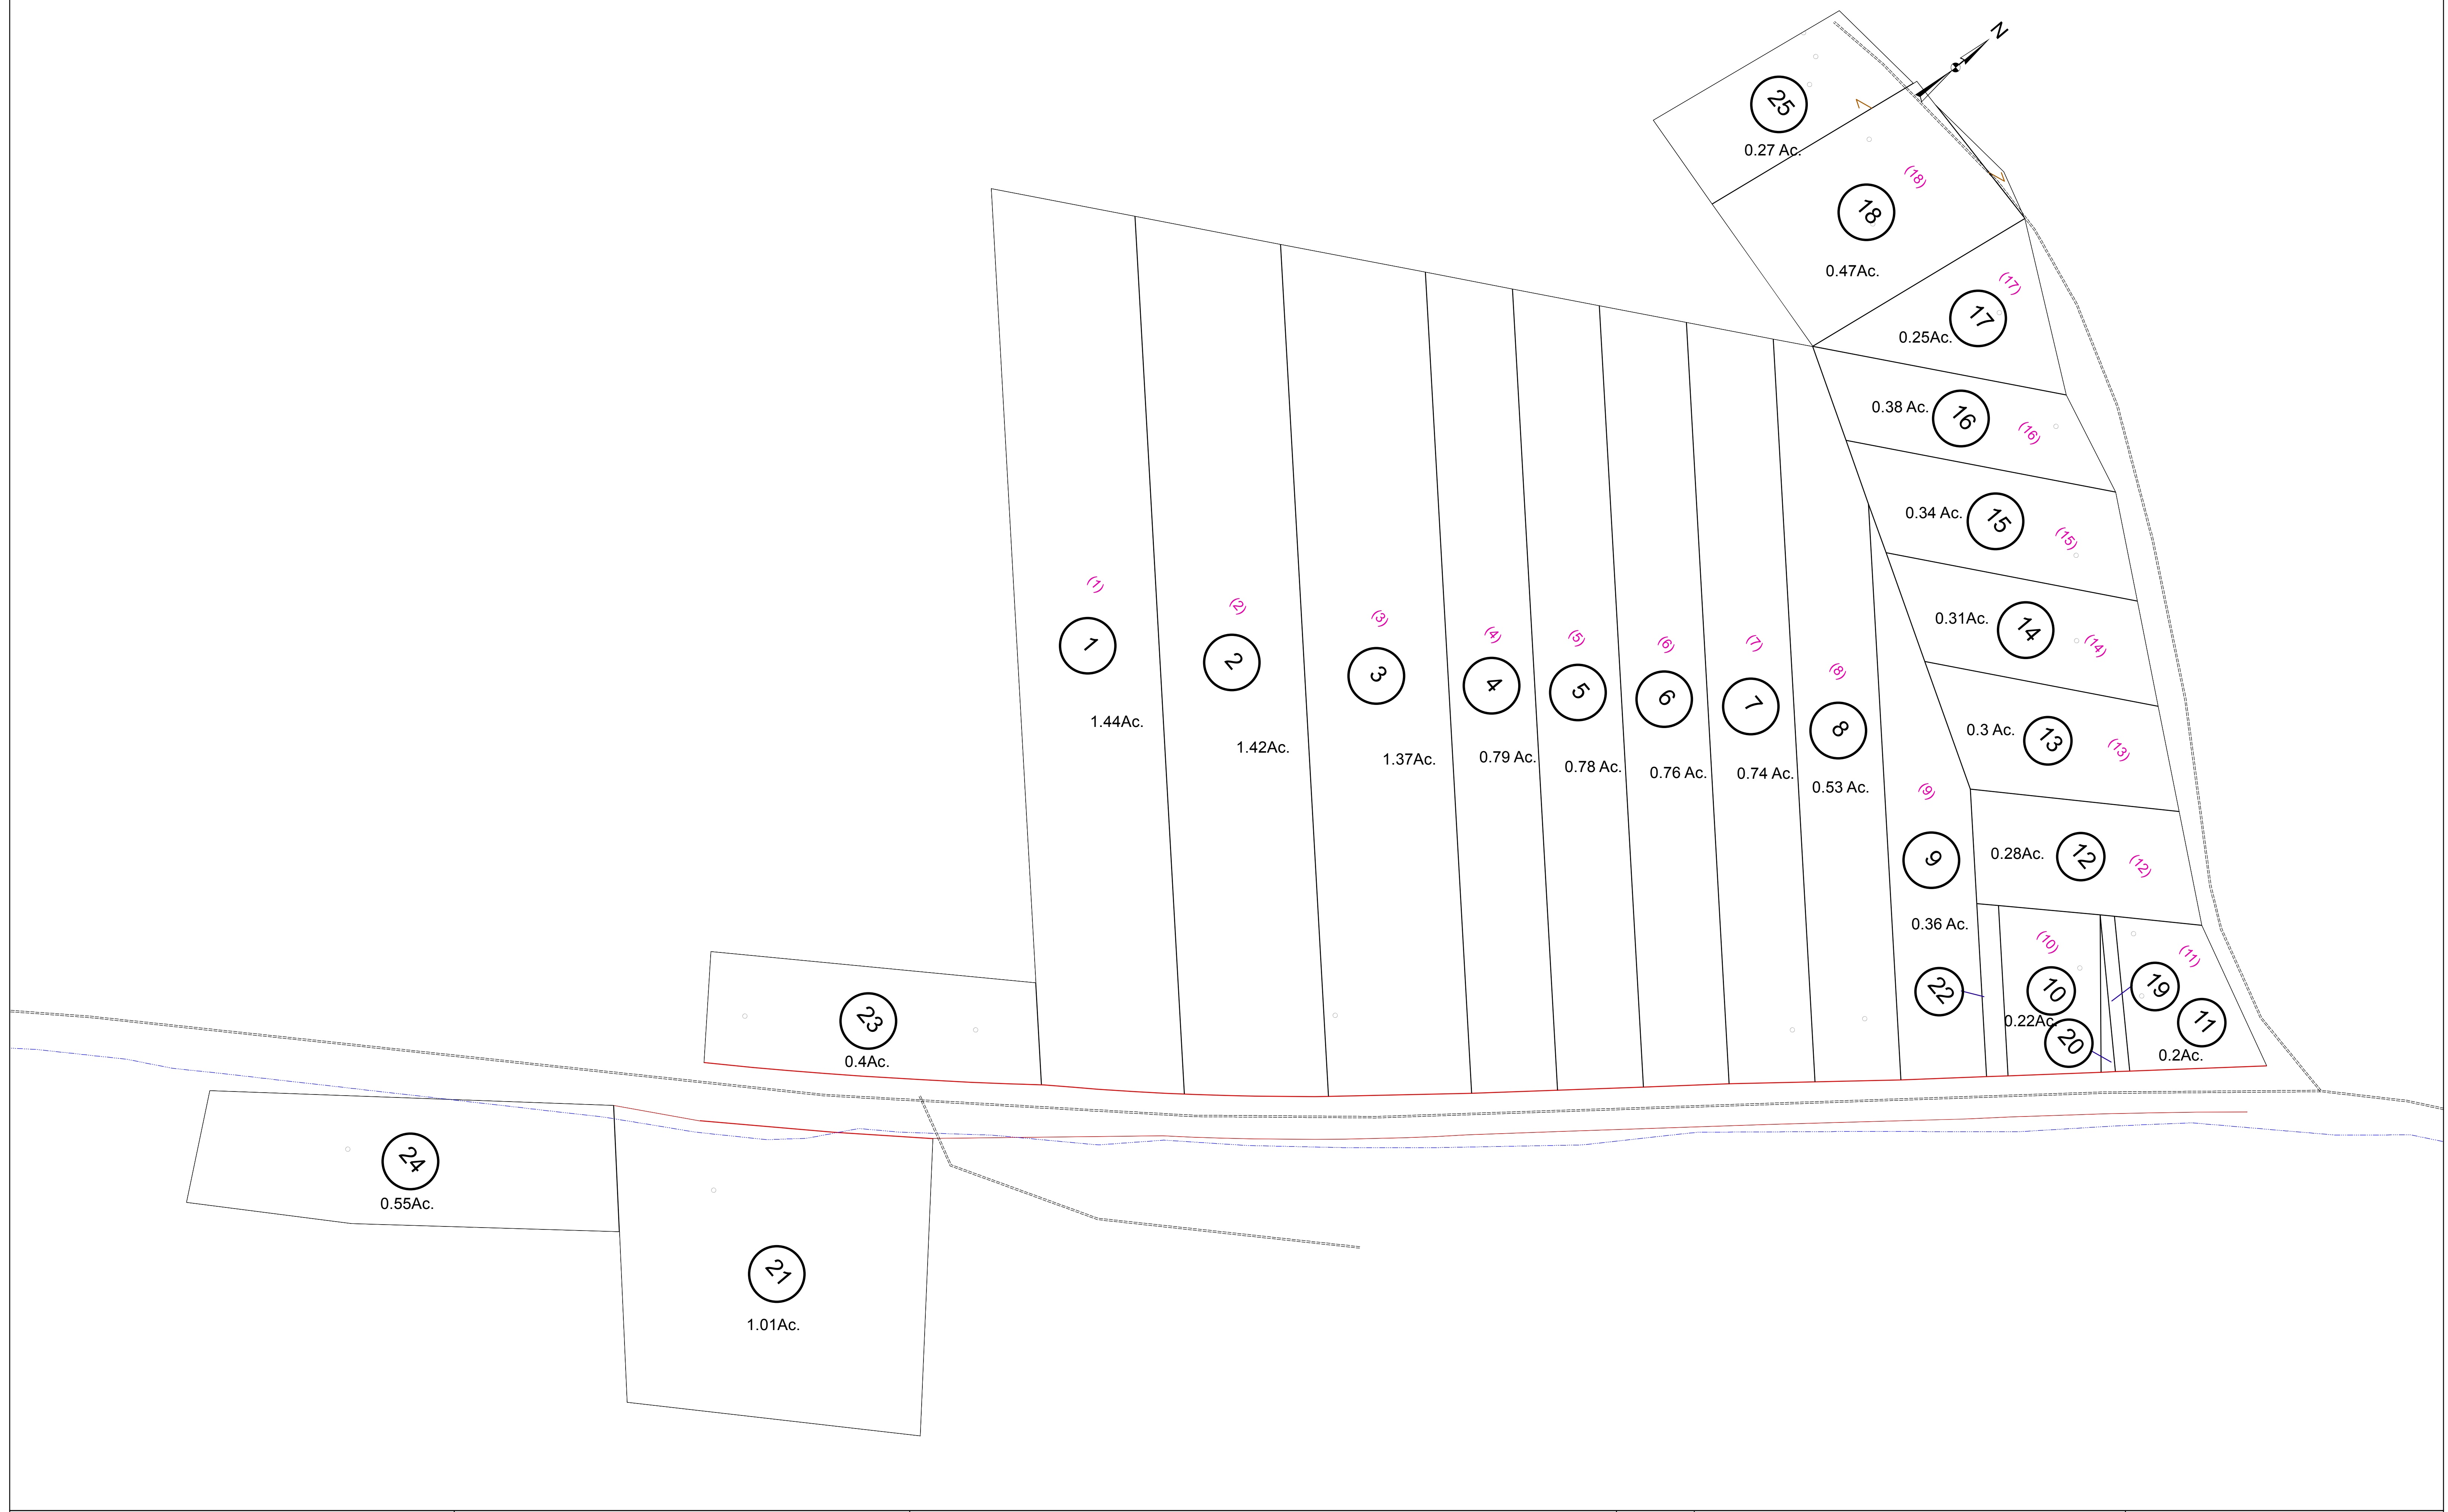 N
25
0.27 Ac.
(18)
18
0.47Ac.
(17)
17
0.25Ac.
0.38 Ac.
16
(16)
0.34 Ac.
15
(15)
0.31Ac.
14
(14)
0.3 Ac.
13
(13)
0.28Ac.
12
(12)
(1)
1
1.44Ac.
(2)
2
1.42Ac.
(3)
3
1.37Ac.
(4)
4
0.79 Ac.
(5)
5
0.78 Ac.
(6)
6
0.76 Ac.
(7)
7
0.74 Ac.
(8)
8
0.53 Ac.
(9)
9
0.36 Ac.
22
(10)
10
0.22Ac.
20
(11)
19
11
0.2Ac.
23
0.4Ac.
24
0.55Ac.
21
1.01Ac.